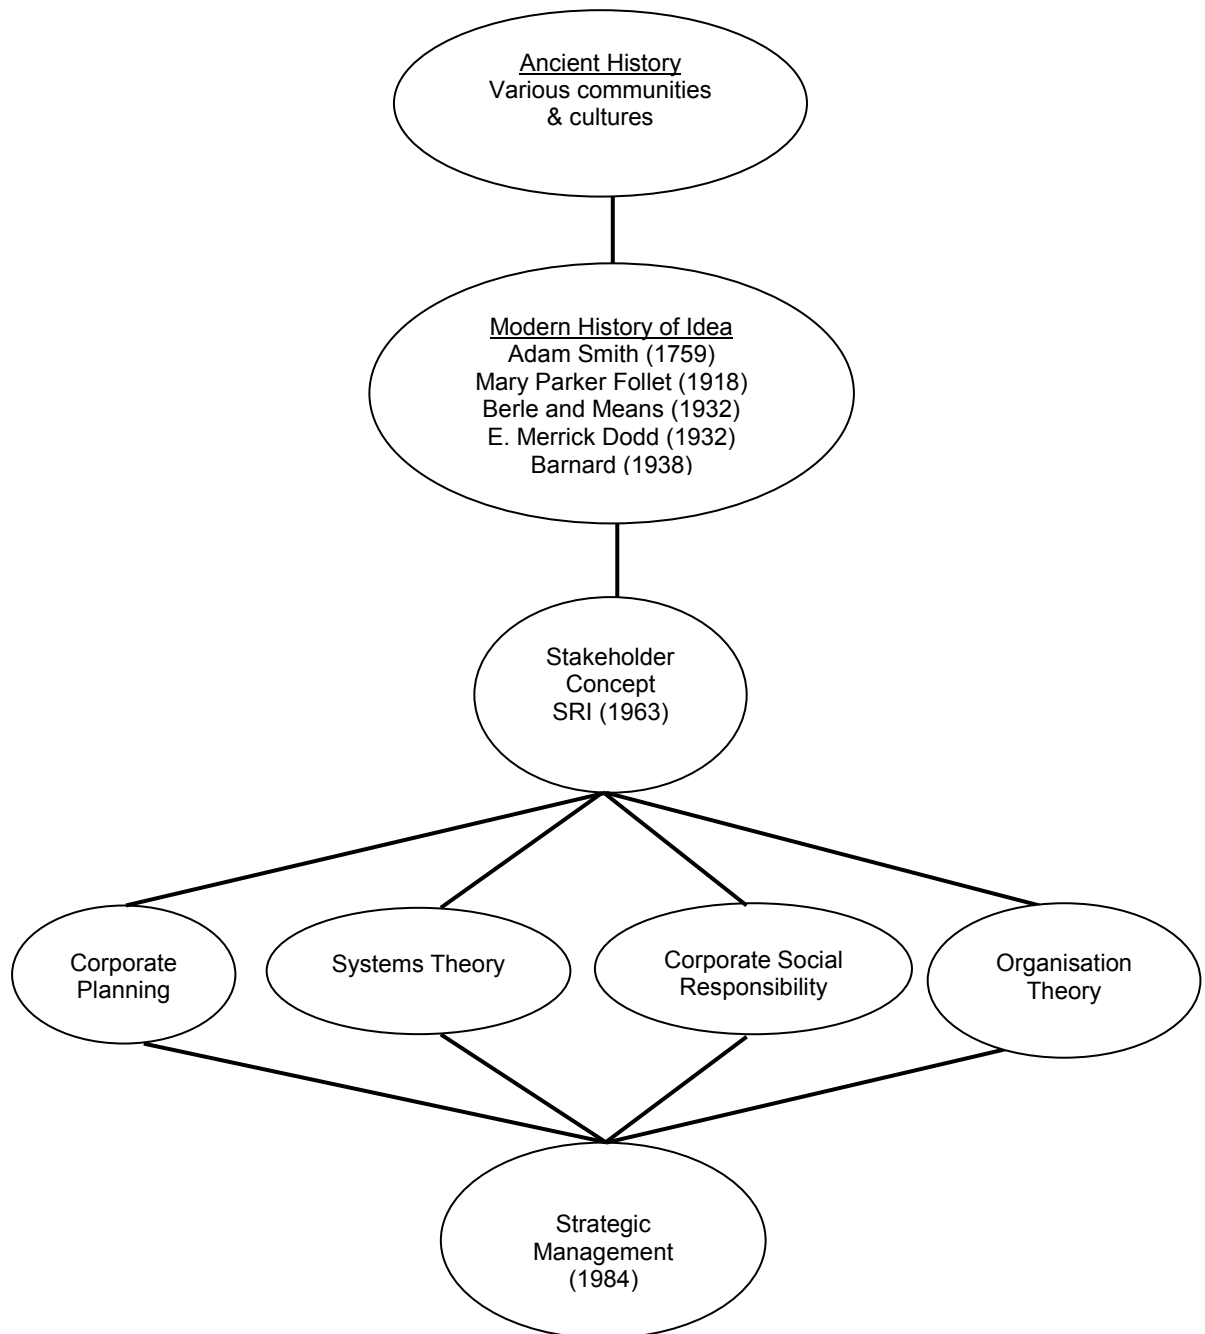 Ancient History
Various communities
& cultures
Modern History of Idea
Adam Smith (1759)
Mary Parker Follet (1918)
Berle and Means (1932)
E. Merrick Dodd (1932)
Barnard (1938)
Stakeholder
Concept
SRI (1963)
Corporate
Planning
Systems Theory
Corporate Social
Responsibility
Organisation
Theory
Strategic
Management
(1984)